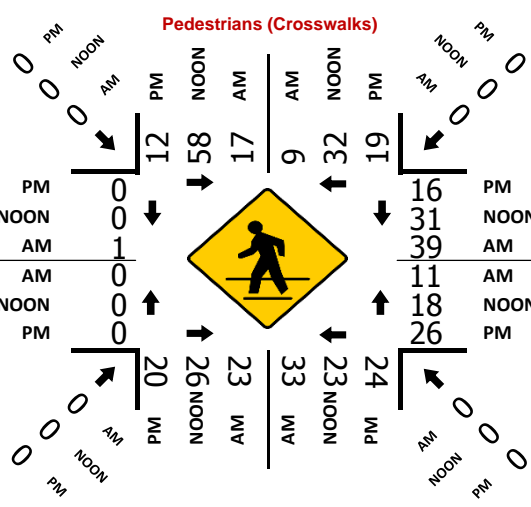 Pedestrians (Crosswalks)
PM NOON AM
0 0 0
PM NOON AM AM NOON PM
12 58 17 9 32 19
PM NOON AM
0 0 0
PM 0 16 PM
NOON 0 31 NOON
AM 1 39 AM
AM 0 11 AM
NOON 0 18 NOON
PM 0 26 PM
20 26 23 33 23 24
PM NOON AM AM NOON PM
0 0 0
AM NOON PM
0 0 0
AM NOON PM